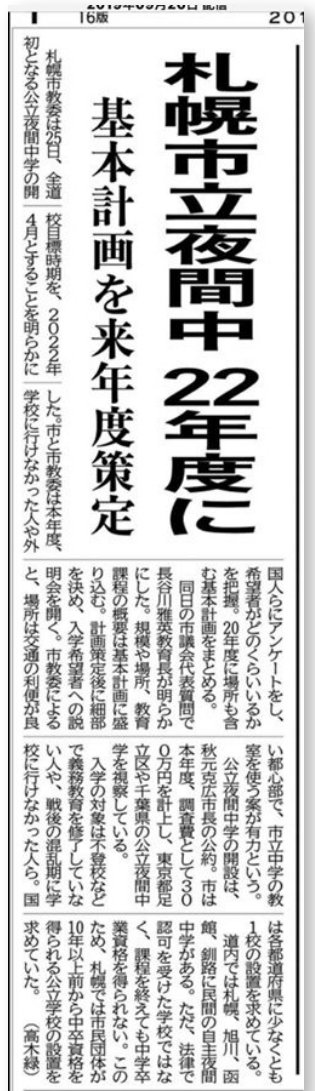 2019年09月26日 配信
1 16版 201
札幌市立夜間中 22年度に
基本計画を来年度策定
札幌市教委は25日、全道
初となる公立夜間中学の開
校目標時期を、2022年
4月とすることを明らかに
した。市と市教委は本年度、
学校に行けなかった人や外
国人らにアンケートをし、
希望者がどのくらいいるか
を把握。20年度に場所も含
む基本計画をまとめる。
同日の市議会代表質問で
長谷川雅英教育長が明らか
にした。規模や場所、教育
課程の概要は基本計画に盛
り込む。計画策定後に細部
を決め、入学希望者への説
明会を開く。市教委による
と、場所は交通の利便が良
い都心部で、市立中学の教
室を使う案が有力という。
公立夜間中学の開設は、
秋元克広市長の公約。市は
本年度、調査費として30
0万円を計上し、東京都足
立区や千葉県の公立夜間中
学を視察している。
入学の対象は不登校など
で義務教育を修了していな
い人や、戦後の混乱期に学
校に行けなかった人ら。国
は各都道府県に少なくとも
1校の設置を求めている。
道内では札幌、旭川、函
館、釧路に民間の自主夜間
中学がある。ただ、法律で
認可を受けた学校ではな
く、課程を終えても中学卒
業資格を得られない。この
ため、札幌では市民団体が
10年以上前から中卒資格を
得られる公立学校の設置を
求めていた。（高木緑）